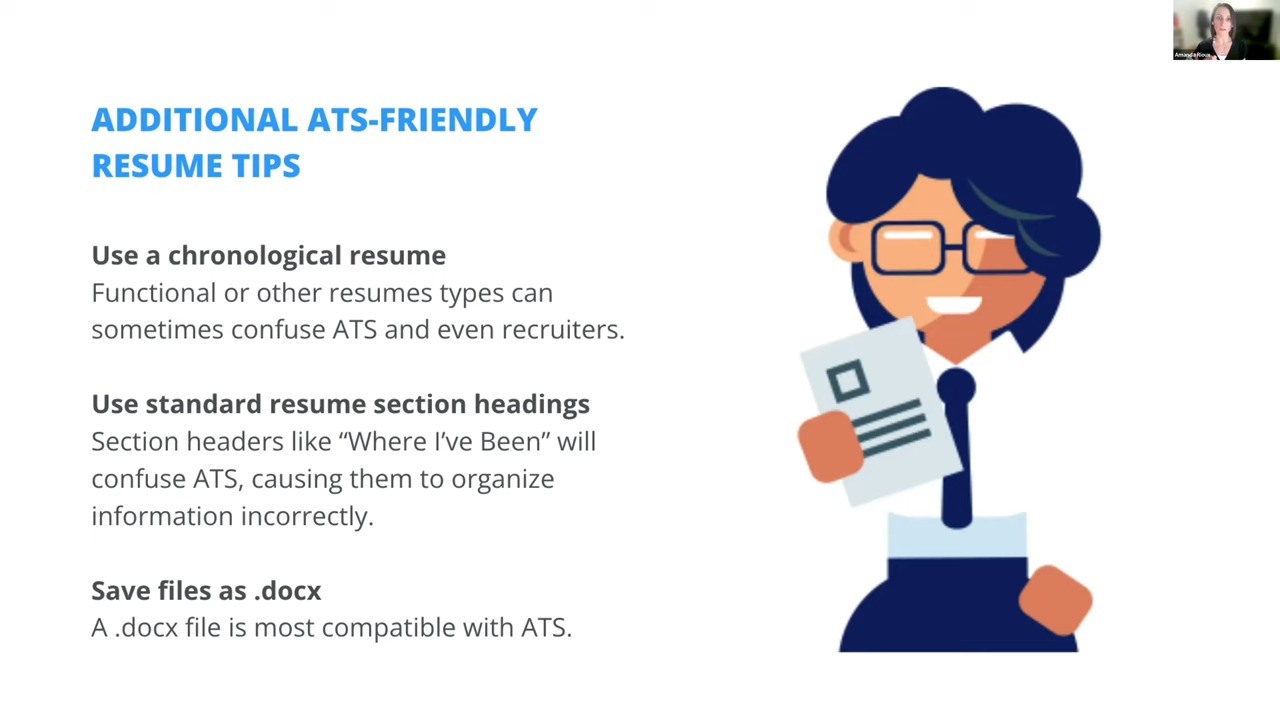 ADDITIONAL ATS-FRIENDLY
RESUME TIPS
Use a chronological resume
Functional or other resumes types can
sometimes confuse ATS and even recruiters.
Use standard resume section headings
Section headers like “Where I’ve Been” will
confuse ATS, causing them to organize
information incorrectly.
Save files as .docx
A .docx file is most compatible with ATS.
Amanda